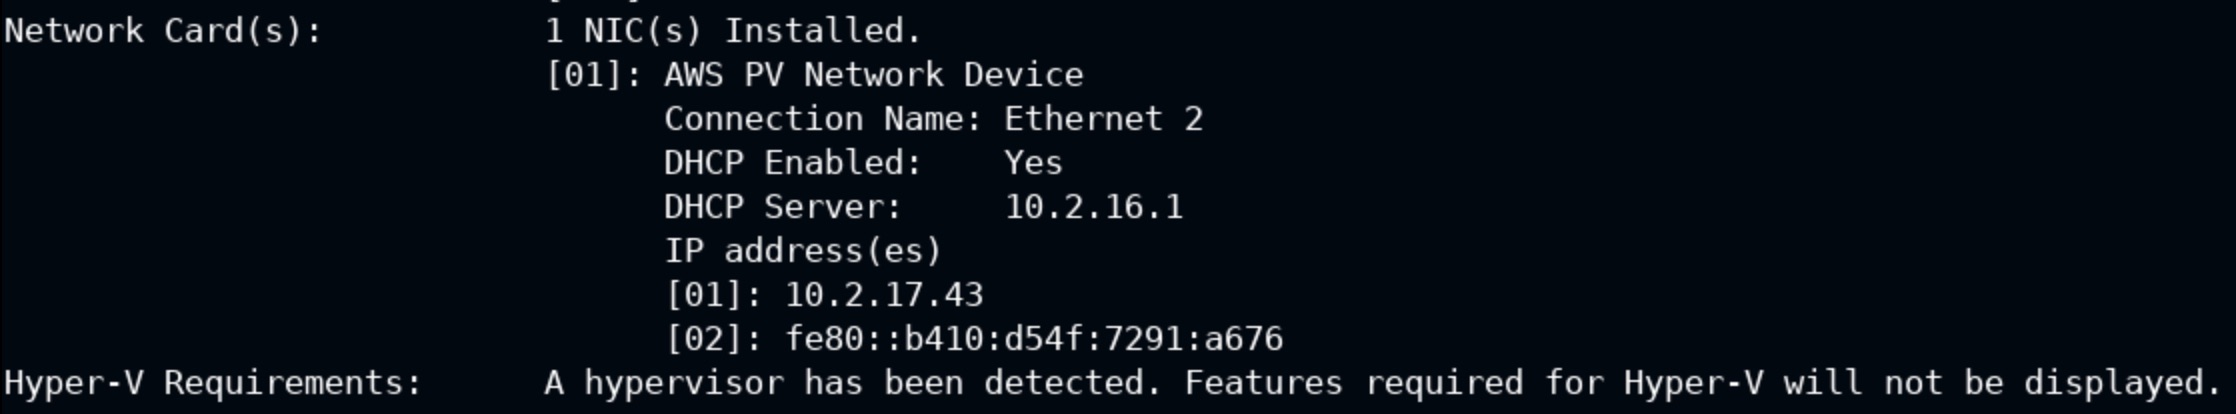 Network Card(s): 1 NIC(s) Installed.
[01]: AWS PV Network Device
Connection Name: Ethernet 2
DHCP Enabled: Yes
DHCP Server: 10.2.16.1
IP address(es)
[01]: 10.2.17.43
[02]: fe80::b410:d54f:7291:a676
Hyper-V Requirements: A hypervisor has been detected. Features required for Hyper-V will not be displayed.